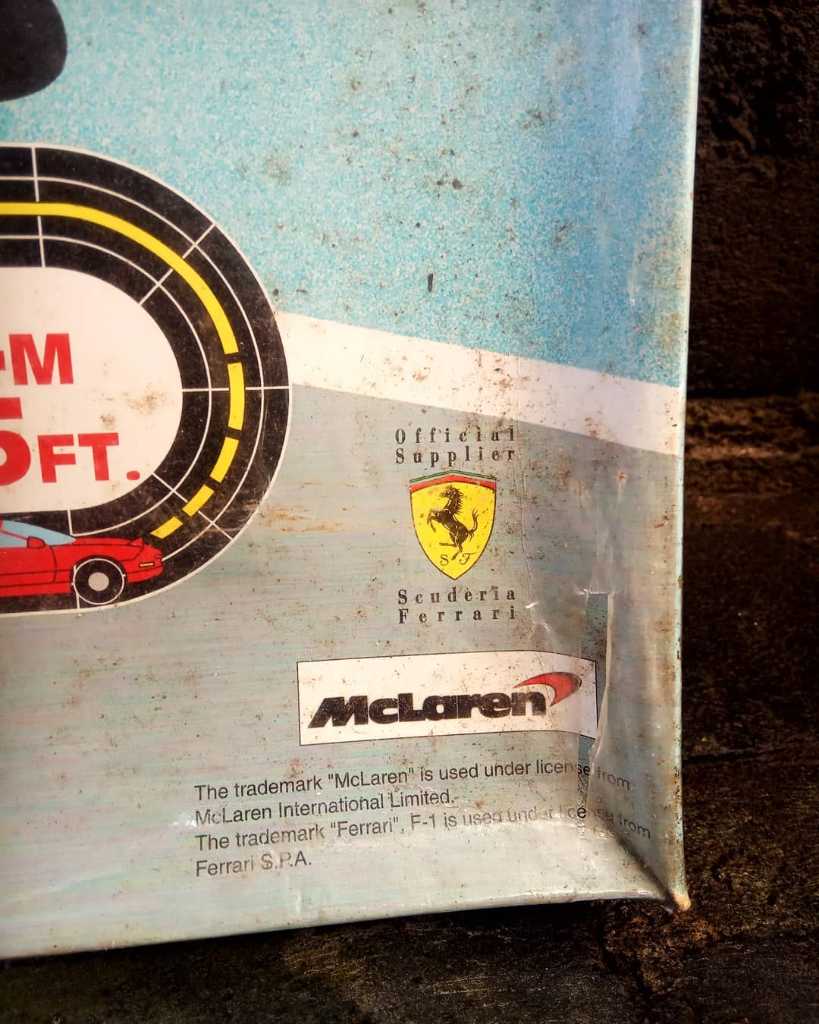 -M
FT.
Official
Supplier
S F
Scuderia
Ferrari
McLaren
The trademark "McLaren" is used under license from
McLaren International Limited.
The trademark "Ferrari", F-1 is used under license from
Ferrari S.P.A.